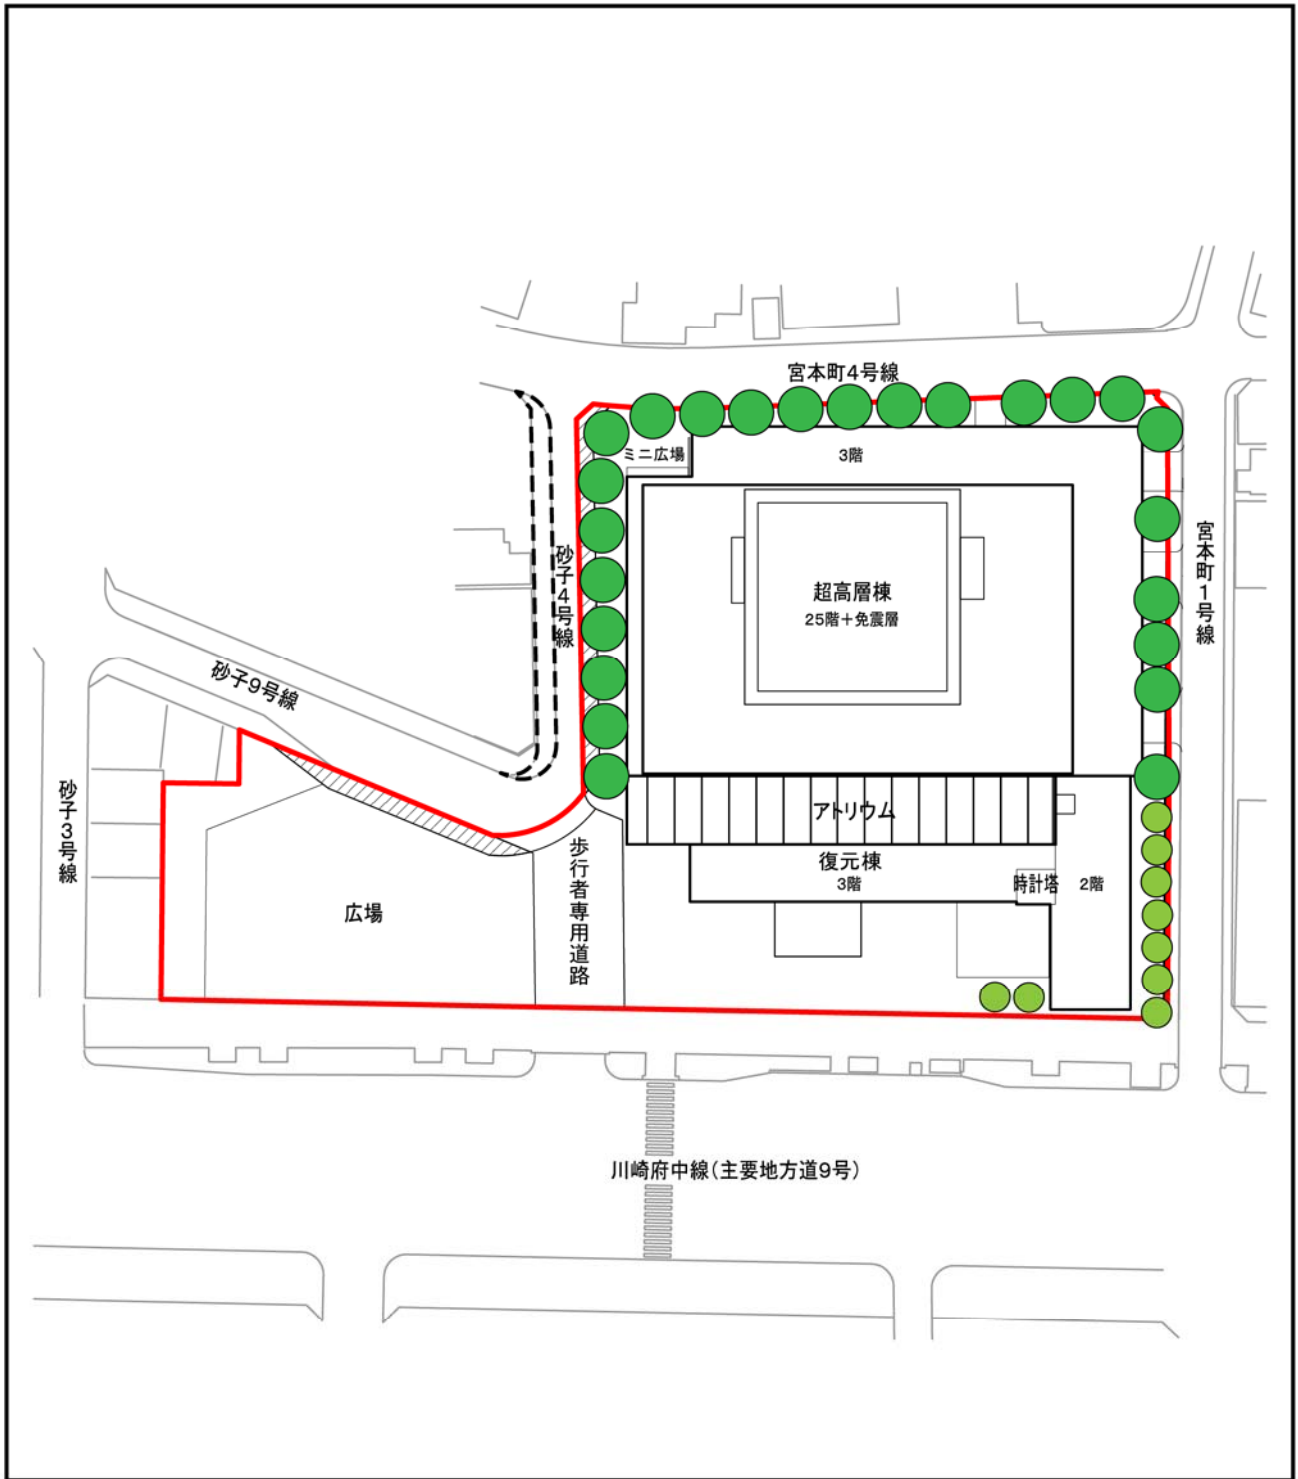 宮本町4号線
ミニ広場
3階
砂子4号線
宮本町1号線
超高層棟
25階+免震層
砂子9号線
砂子3号線
アトリウム
歩行者専用道路
復元棟
3階
時計塔
2階
広場
川崎府中線(主要地方道9号)